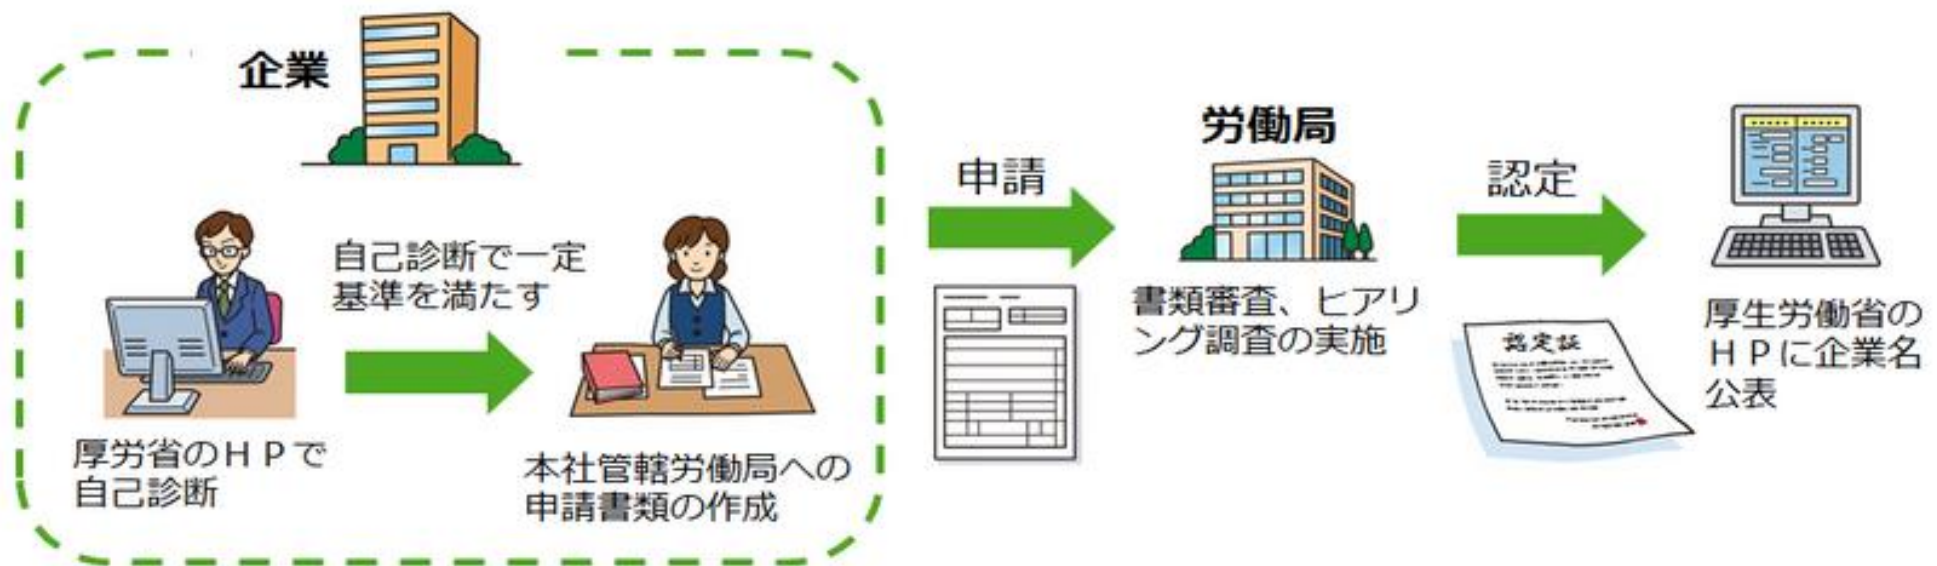 企業
厚労省のＨＰで
自己診断
自己診断で一定
基準を満たす
本社管轄労働局への
申請書類の作成
申請
労働局
書類審査、ヒアリ
ング調査の実施
認定
認定証
厚生労働省の
ＨＰに企業名
公表